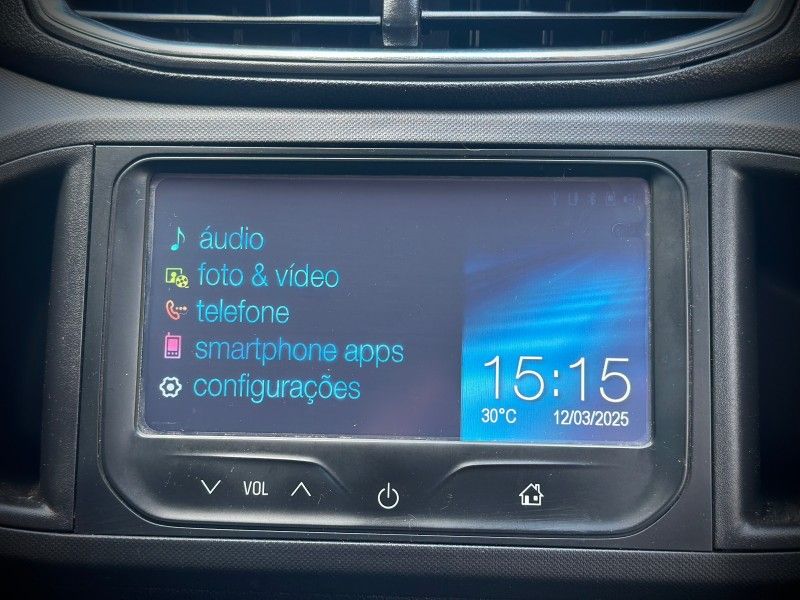 áudio
foto & vídeo
telefone
smartphone apps
configurações
15:15
30°C 12/03/2025
VOL